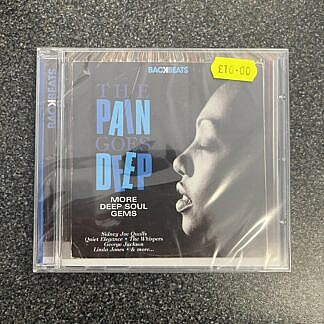 BACKBEATS
£10-00
BACKBEATS
THE
PAIN
GOES
DEEP
MORE
DEEP SOUL
GEMS
Sidney Joe Qualls
Quiet Elegance • The Whispers
George Jackson
Linda Jones • & more...